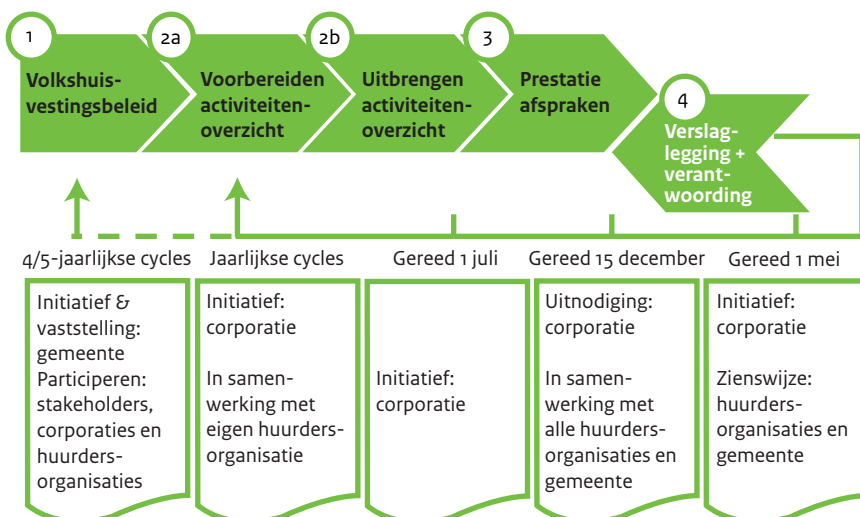 1
Volkshuis-
vestingsbeleid
2a
Voorbereiden
activiteiten-
overzicht
2b
Uitbrengen
activiteiten-
overzicht
3
Prestatie
afspraken
4
Verslag-
legging +
verant-
woording
4/5-jaarlijkse cycles
Jaarlijkse cycles
Gereed 1 juli
Gereed 15 december
Gereed 1 mei
Initiatief &
vaststelling:
gemeente
Participeren:
stakeholders,
corporaties en
huurders-
organisaties
Initiatief:
corporatie
In samen-
werking met
eigen huurders-
organisatie
Initiatief:
corporatie
Uitnodiging:
corporatie
In samen-
werking met
alle huurders-
organisaties en
gemeente
Initiatief:
corporatie
Zienswijze:
huurders-
organisaties en
gemeente